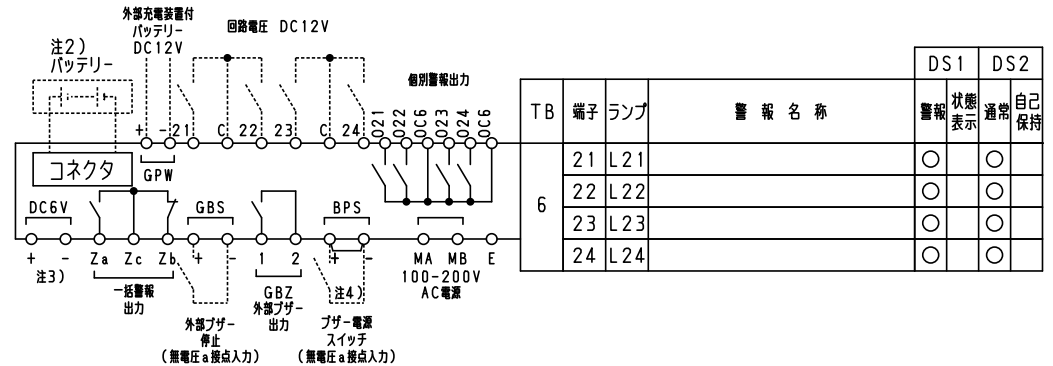 外部充電装置付
バッテリー
DC12V
回路電圧 DC12V
注2)
バッテリー
個別警報出力
+ - 21 C 22 23 C 24
O21 O22 OC6 O23 O24 OC6
コネクタ
GPW
DC6V
GBS
BPS
+ - Za Zc Zb + - 1 2 + - MA MB E
注3)
一括警報
出力
GBZ
外部ブザー
出力
注4)
100-200V
AC電源
外部ブザー
停止
(無電圧a接点入力)
ブザー電源
スイッチ
(無電圧a接点入力)
DS1 DS2
TB 端子 ランプ 警報名称 警報 状態表示 通常 自己保持
6
21 L21 ○ ○
22 L22 ○ ○
23 L23 ○ ○
24 L24 ○ ○